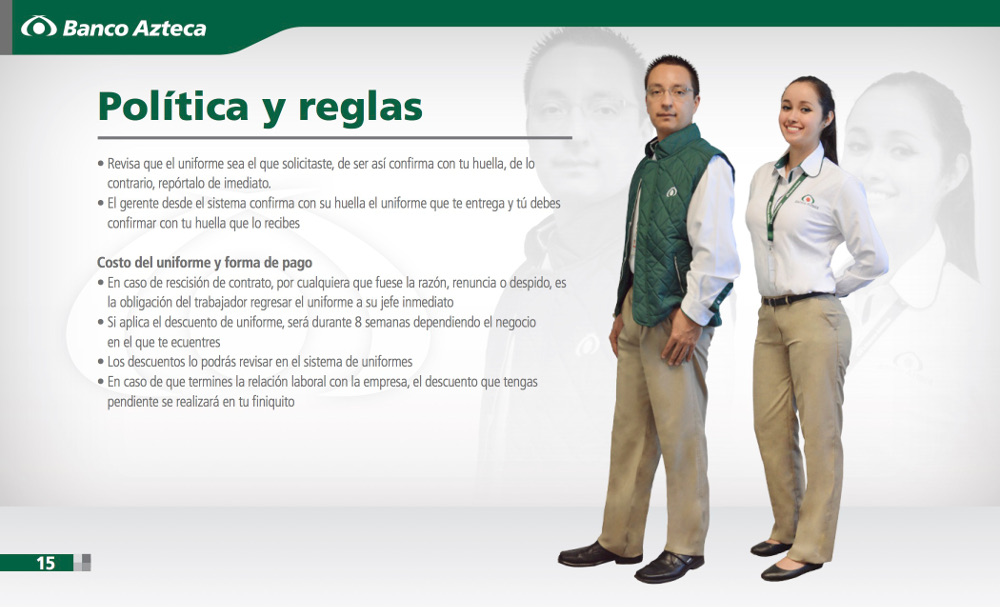 Banco Azteca
Política y reglas
• Revisa que el uniforme sea el que solicitaste, de ser así confirma con tu huella, de lo
contrario, repórtalo de imediato.
• El gerente desde el sistema confirma con su huella el uniforme que te entrega y tú debes
confirmar con tu huella que lo recibes
Costo del uniforme y forma de pago
• En caso de rescisión de contrato, por cualquiera que fuese la razón, renuncia o despido, es
la obligación del trabajador regresar el uniforme a su jefe inmediato
• Si aplica el descuento de uniforme, será durante 8 semanas dependiendo el negocio
en el que te ecuentres
• Los descuentos lo podrás revisar en el sistema de uniformes
• En caso de que termines la relación laboral con la empresa, el descuento que tengas
pendiente se realizará en tu finiquito
15